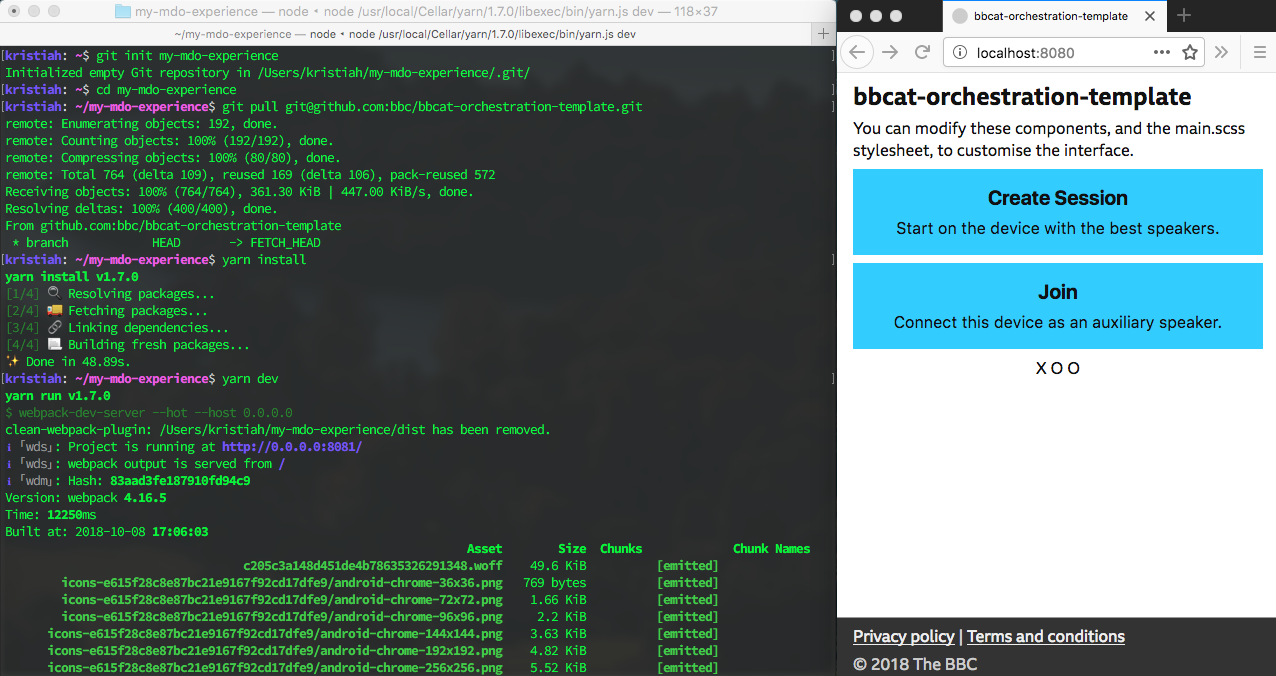 my-mdo-experience — node ‹ node /usr/local/Cellar/yarn/1.7.0/libexec/bin/yarn.js dev — 118×37
~/my-mdo-experience — node ‹ node /usr/local/Cellar/yarn/1.7.0/libexec/bin/yarn.js dev
[kristiah: ~$ git init my-mdo-experience ]
Initialized empty Git repository in /Users/kristiah/my-mdo-experience/.git/
[kristiah: ~$ cd my-mdo-experience ]
[kristiah: ~/my-mdo-experience$ git pull git@github.com:bbc/bbcat-orchestration-template.git ]
remote: Enumerating objects: 192, done.
remote: Counting objects: 100% (192/192), done.
remote: Compressing objects: 100% (80/80), done.
remote: Total 764 (delta 109), reused 169 (delta 106), pack-reused 572
Receiving objects: 100% (764/764), 361.30 KiB | 447.00 KiB/s, done.
Resolving deltas: 100% (400/400), done.
From github.com:bbc/bbcat-orchestration-template
* branch HEAD -> FETCH_HEAD
[kristiah: ~/my-mdo-experience$ yarn install ]
yarn install v1.7.0
[1/4] Resolving packages...
[2/4] Fetching packages...
[3/4] Linking dependencies...
[4/4] Building fresh packages...
Done in 48.89s.
[kristiah: ~/my-mdo-experience$ yarn dev ]
yarn run v1.7.0
$ webpack-dev-server --hot --host 0.0.0.0
clean-webpack-plugin: /Users/kristiah/my-mdo-experience/dist has been removed.
ℹ ｢wds｣: Project is running at http://0.0.0.0:8081/
ℹ ｢wds｣: webpack output is served from /
ℹ ｢wdm｣: Hash: 83aad3fe187910fd94c9
Version: webpack 4.16.5
Time: 12250ms
Built at: 2018-10-08 17:06:03
Asset Size Chunks Chunk Names
c205c3a148d451de4b78635326291348.woff 49.6 KiB [emitted]
icons-e615f28c8e87bc21e9167f92cd17dfe9/android-chrome-36x36.png 769 bytes [emitted]
icons-e615f28c8e87bc21e9167f92cd17dfe9/android-chrome-72x72.png 1.66 KiB [emitted]
icons-e615f28c8e87bc21e9167f92cd17dfe9/android-chrome-96x96.png 2.2 KiB [emitted]
icons-e615f28c8e87bc21e9167f92cd17dfe9/android-chrome-144x144.png 3.63 KiB [emitted]
icons-e615f28c8e87bc21e9167f92cd17dfe9/android-chrome-192x192.png 4.82 KiB [emitted]
icons-e615f28c8e87bc21e9167f92cd17dfe9/android-chrome-256x256.png 5.52 KiB [emitted]
bbcat-orchestration-template
localhost:8080
bbcat-orchestration-template
You can modify these components, and the main.scss
stylesheet, to customise the interface.
Create Session
Start on the device with the best speakers.
Join
Connect this device as an auxiliary speaker.
X O O
Privacy policy | Terms and conditions
© 2018 The BBC